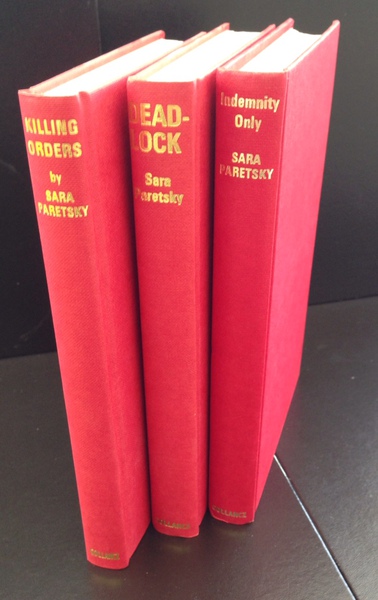 KILLING
ORDERS
by
SARA
PARETSKY
DEAD-
LOCK
Sara
Paretsky
Indemnity
Only
SARA
PARETSKY